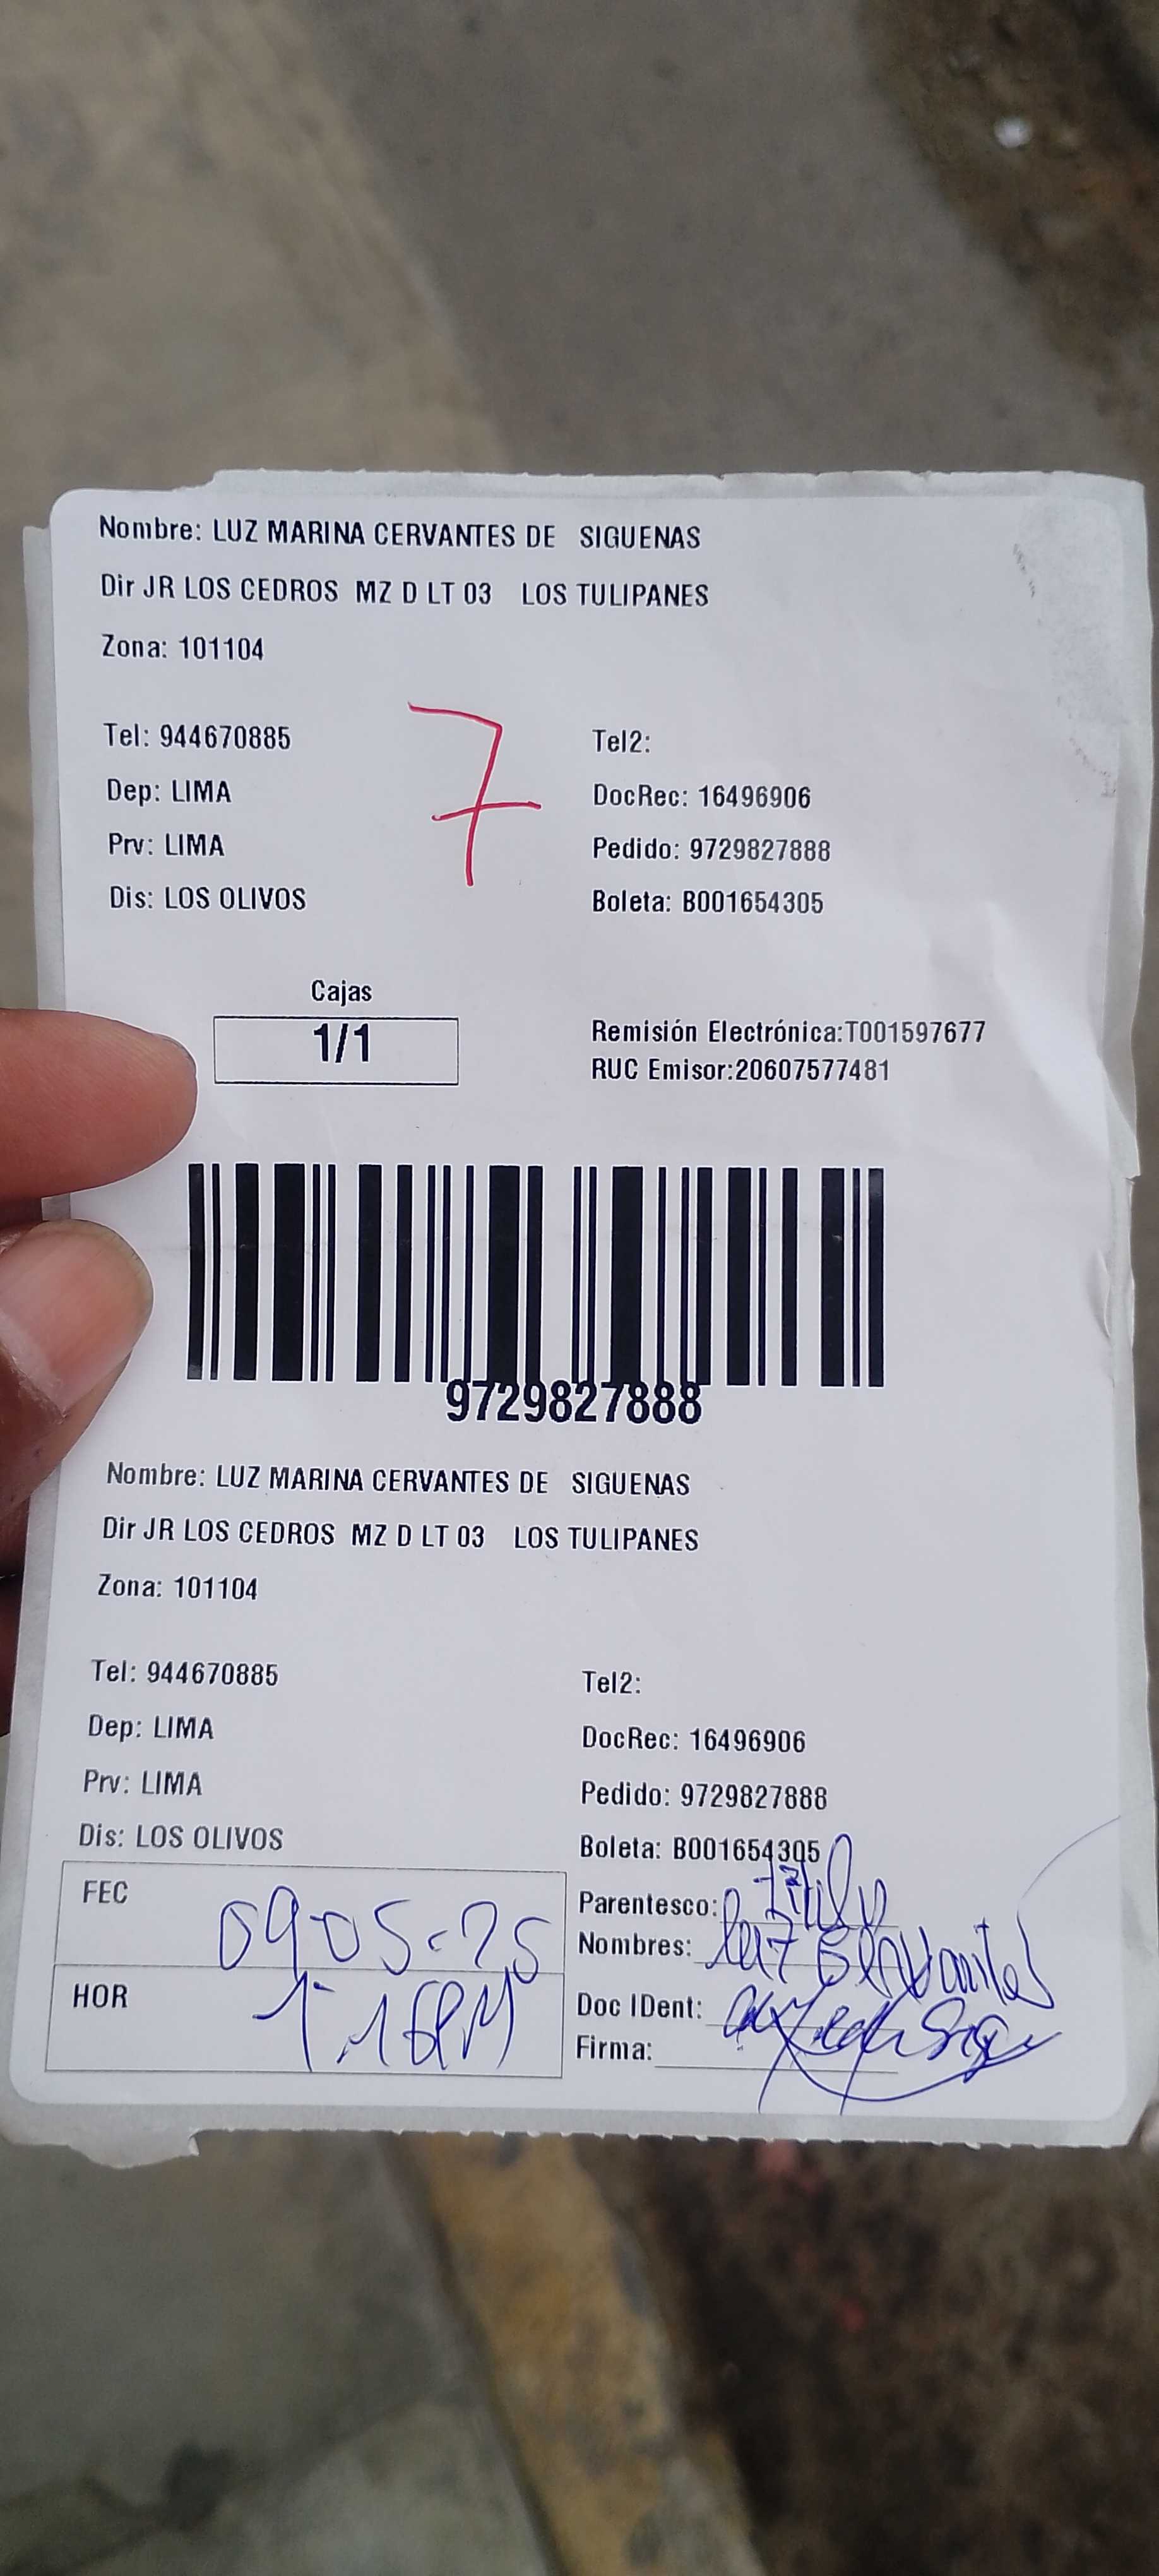 Nombre: LUZ MARINA CERVANTES DE SIGUENAS
Dir JR LOS CEDROS MZ D LT 03 LOS TULIPANES
Zona: 101104
7
Tel: 944670885 Tel2:
Dep: LIMA DocRec: 16496906
Prv: LIMA Pedido: 9729827888
Dis: LOS OLIVOS Boleta: B001654305
Cajas
1/1
Remisión Electrónica:T001597677
RUC Emisor:20607577481
9729827888
Nombre: LUZ MARINA CERVANTES DE SIGUENAS
Dir JR LOS CEDROS MZ D LT 03 LOS TULIPANES
Zona: 101104
Tel: 944670885 Tel2:
Dep: LIMA DocRec: 16496906
Prv: LIMA Pedido: 9729827888
Dis: LOS OLIVOS Boleta: B001654305
FEC 09-05-25
HOR
Parentesco:
Nombres:
Doc IDent:
Firma: